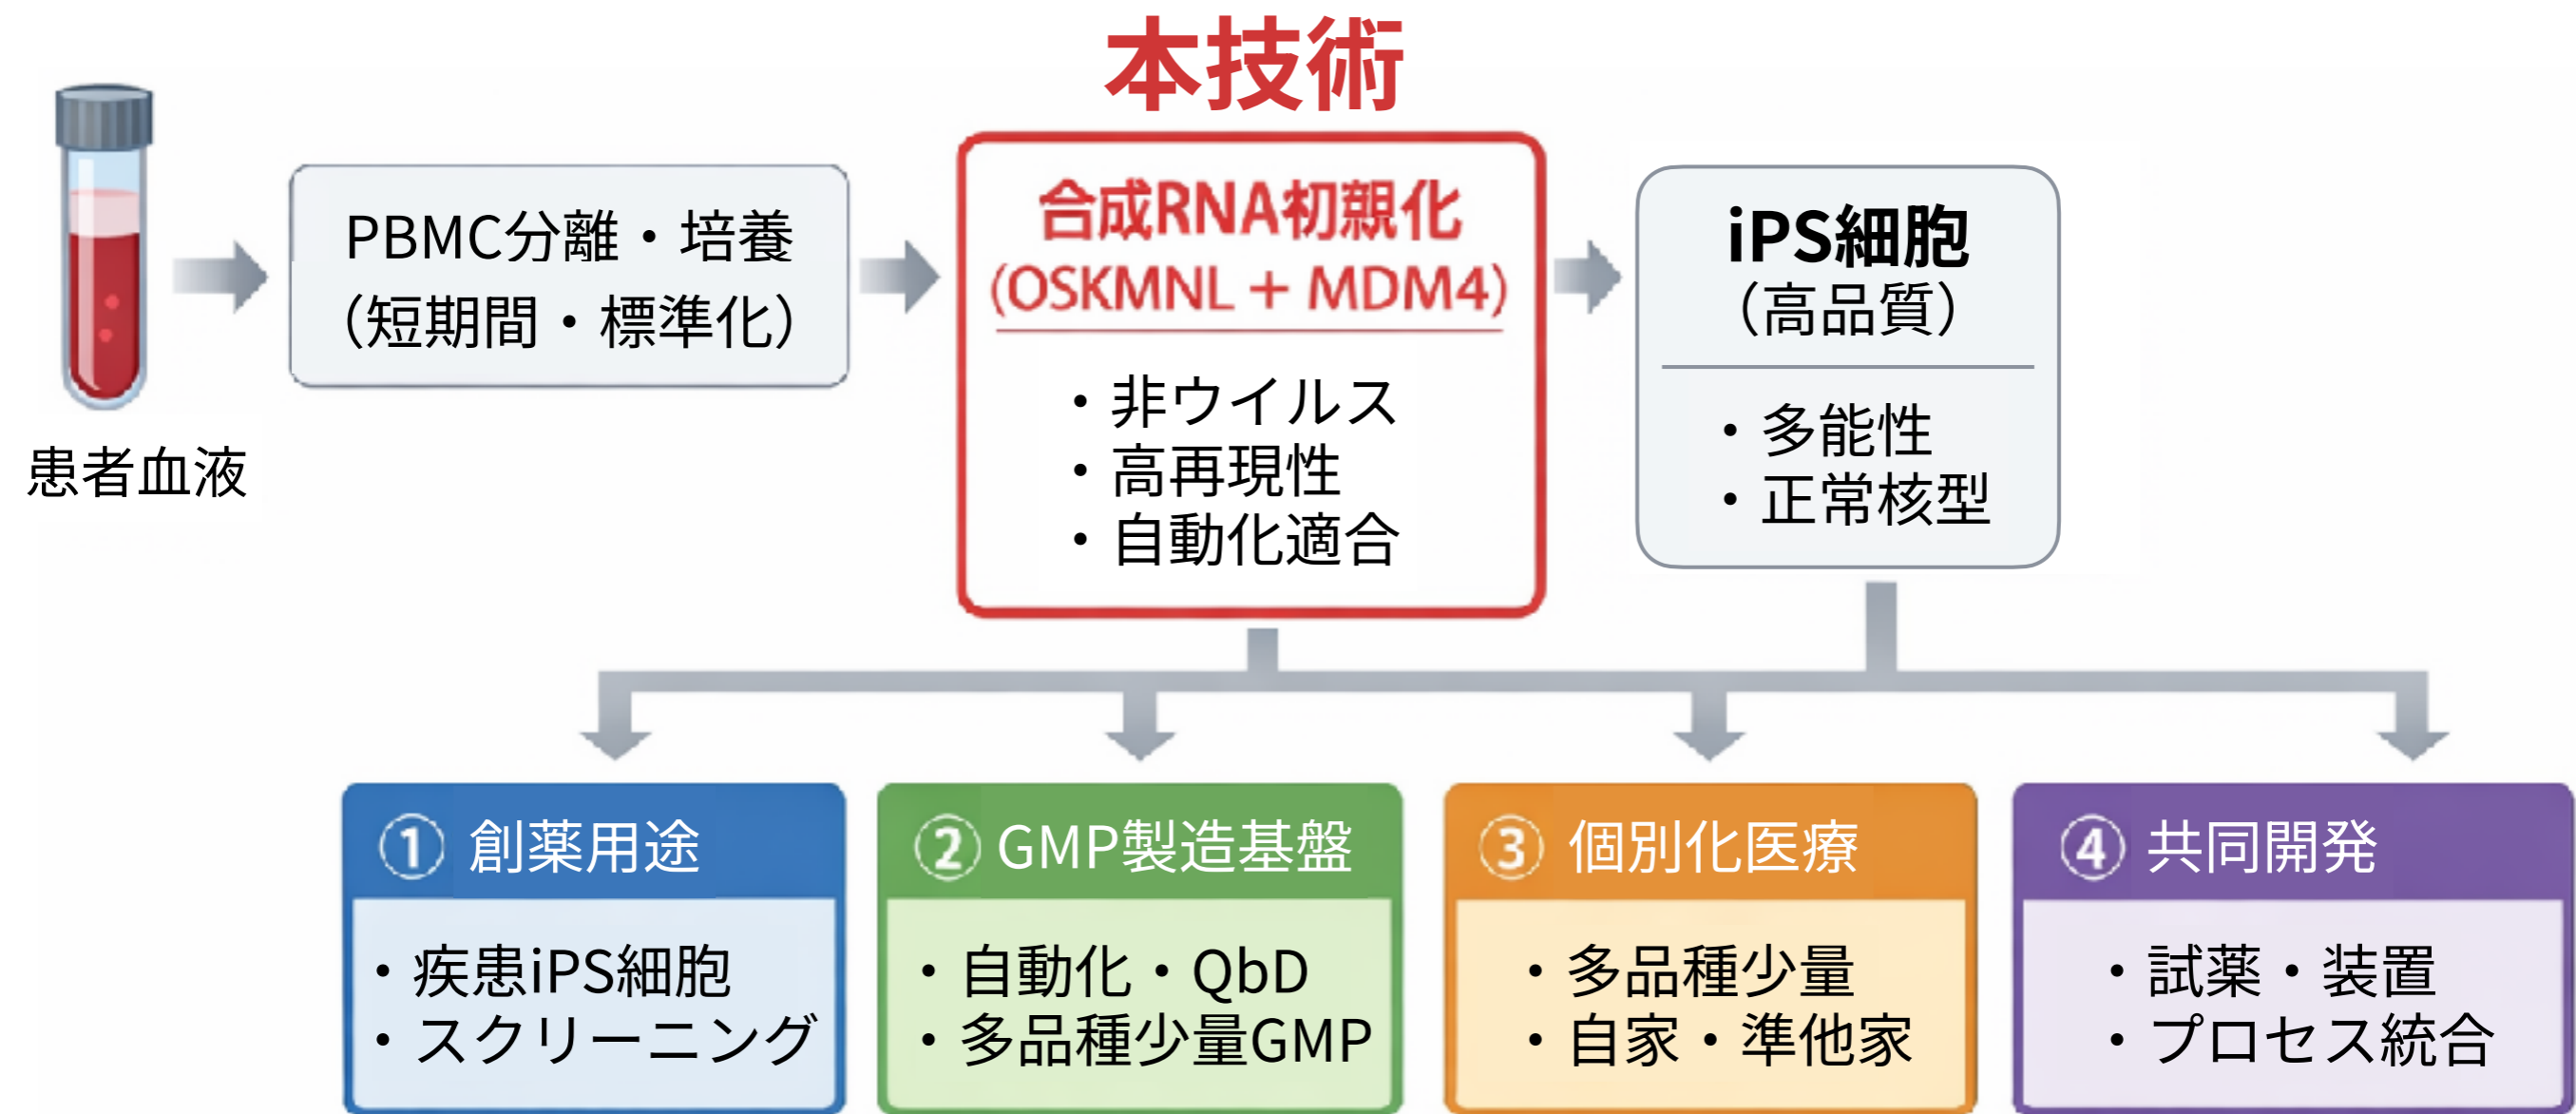 本技術
患者血液
PBMC分離・培養
（短期間・標準化）
合成RNA初親化
(OSKMNL + MDM4)
・非ウイルス
・高再現性
・自動化適合
iPS細胞
（高品質）
・多能性
・正常核型
① 創薬用途
・疾患iPS細胞
・スクリーニング
② GMP製造基盤
・自動化・QbD
・多品種少量GMP
③ 個別化医療
・多品種少量
・自家・準他家
④ 共同開発
・試薬・装置
・プロセス統合